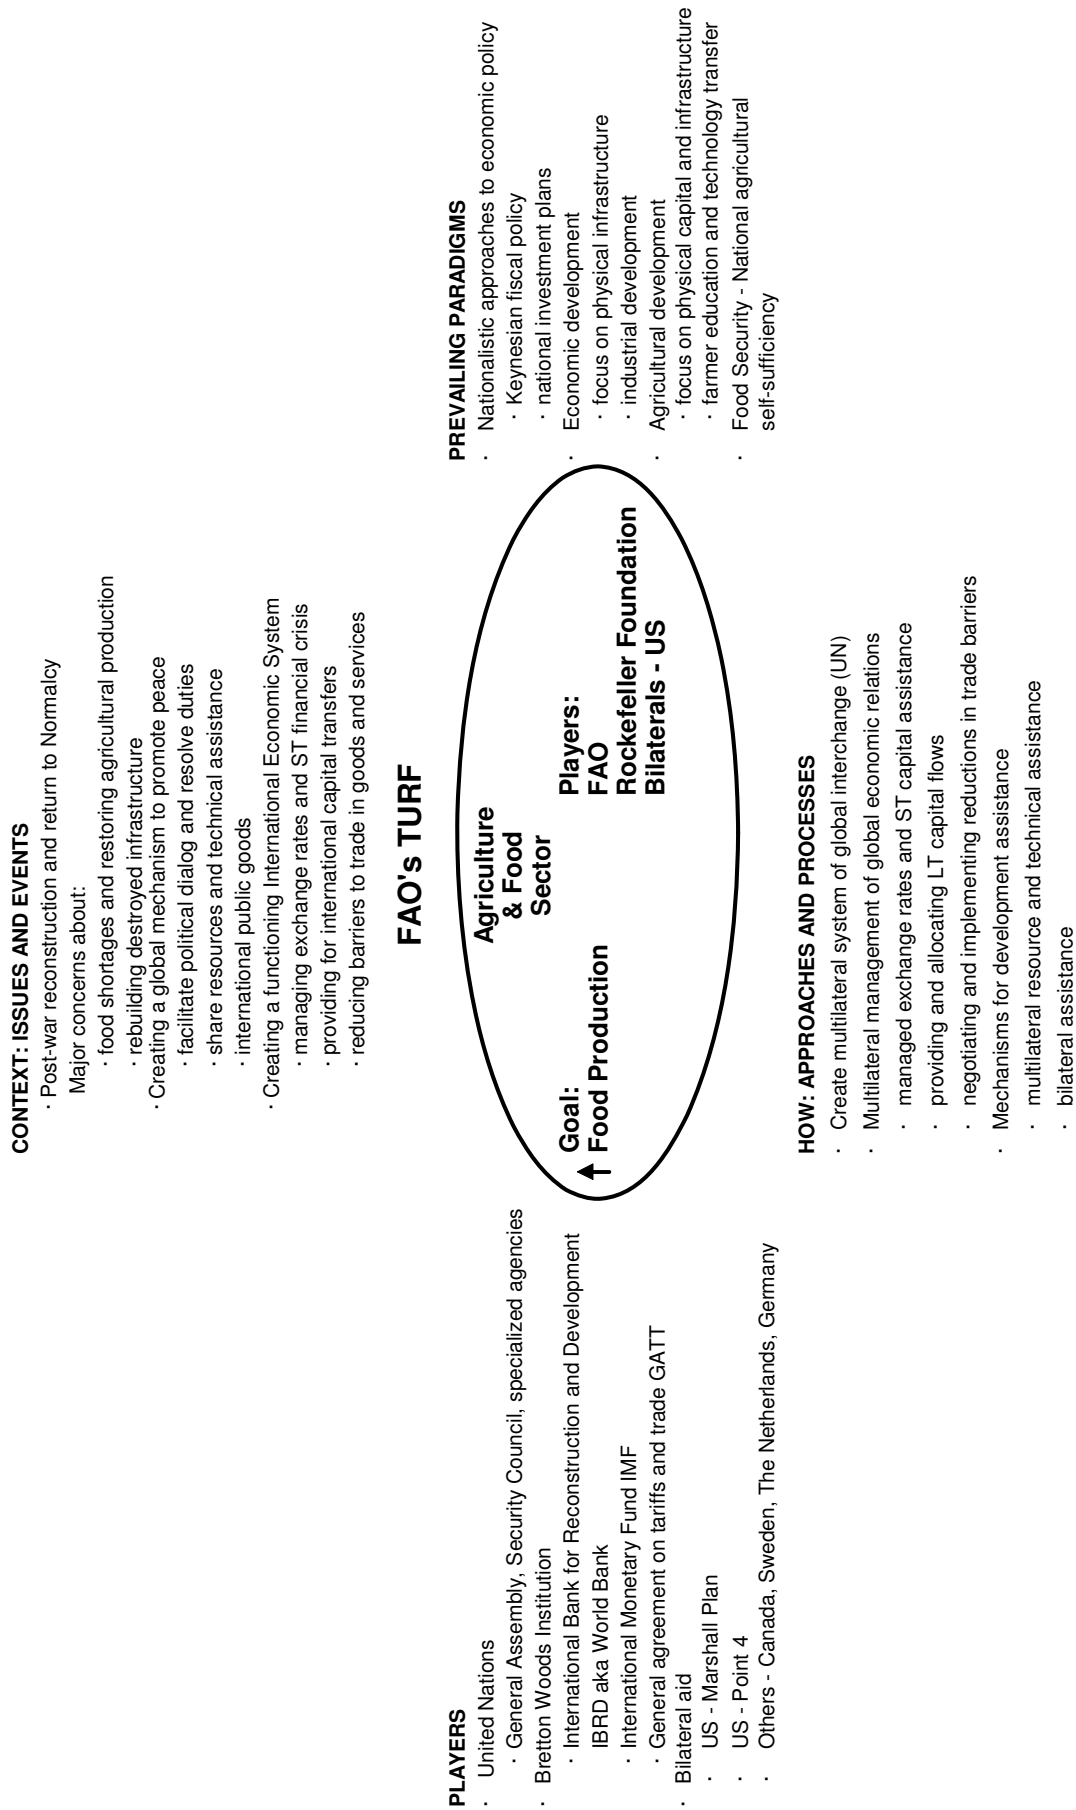 CONTEXT: ISSUES AND EVENTS
· Post-war reconstruction and return to Normalcy
Major concerns about:
· food shortages and restoring agricultural production
· rebuilding destroyed infrastructure
· Creating a global mechanism to promote peace
· facilitate political dialog and resolve duties
· share resources and technical assistance
· international public goods
· Creating a functioning International Economic System
· managing exchange rates and ST financial crisis
· providing for international capital transfers
· reducing barriers to trade in goods and services
PLAYERS
· United Nations
· General Assembly, Security Council, specialized agencies
· Bretton Woods Institution
· International Bank for Reconstruction and Development
IBRD aka World Bank
· International Monetary Fund IMF
· General agreement on tariffs and trade GATT
· Bilateral aid
· US - Marshall Plan
· US - Point 4
· Others - Canada, Sweden, The Netherlands, Germany
FAO's TURF
Agriculture
& Food
Sector
Goal:
↑ Food Production
Players:
FAO
Rockefeller Foundation
Bilaterals - US
PREVAILING PARADIGMS
· Nationalistic approaches to economic policy
· Keynesian fiscal policy
· national investment plans
· Economic development
· focus on physical infrastructure
· industrial development
· Agricultural development
· focus on physical capital and infrastructure
· farmer education and technology transfer
· Food Security - National agricultural
self-sufficiency
HOW: APPROACHES AND PROCESSES
· Create multilateral system of global interchange (UN)
· Multilateral management of global economic relations
· managed exchange rates and ST capital assistance
· providing and allocating LT capital flows
· negotiating and implementing reductions in trade barriers
· Mechanisms for development assistance
· multilateral resource and technical assistance
· bilateral assistance